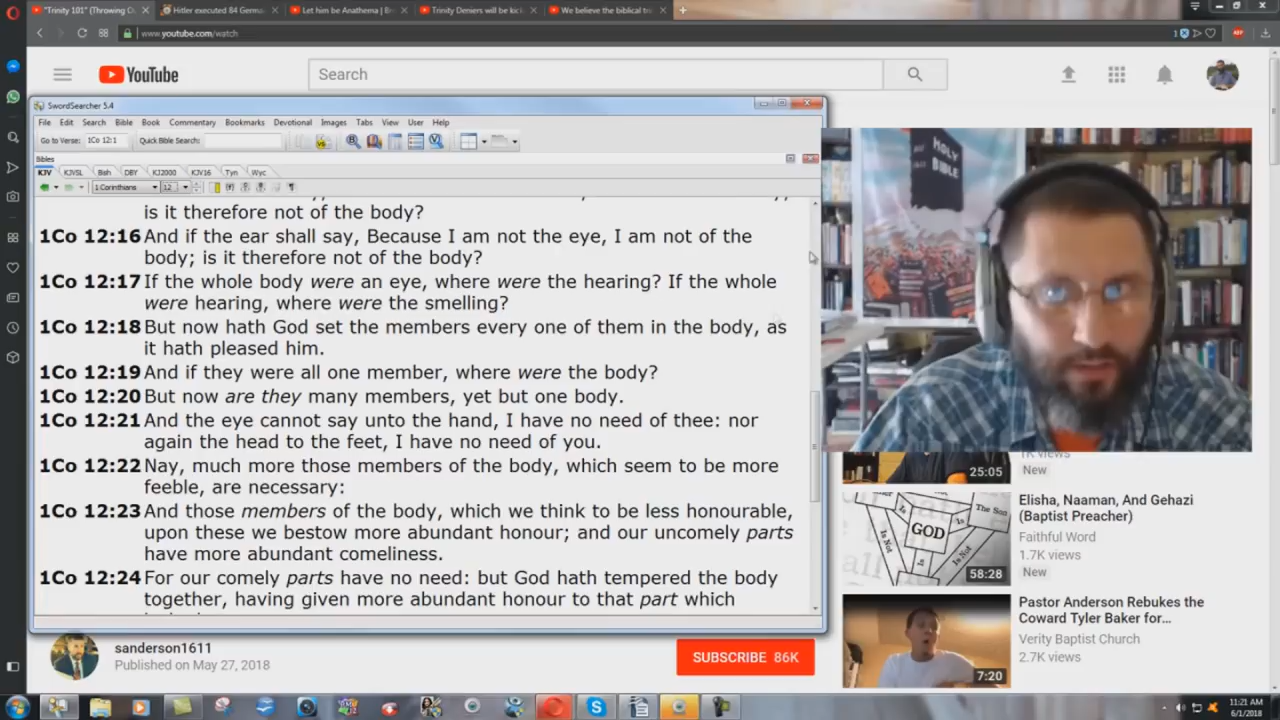 "Trinity 101" (Throwing O
Hitler executed 84 Germa
Let him be Anathema | B
Trinity Deniers will be kic
We believe the biblical tri
www.youtube.com/watch
1
ABP
YouTube
Search
SwordSearcher 5.4
File Edit Search Bible Book Commentary Bookmarks Devotional Images Tabs View User Help
Go to Verse: 1Co 12:1 Quick Bible Search:
Bibles
KJV KJVSL Bish DBY KJ2000 KJV16 Tyn Wyc
1 Corinthians 12
is it therefore not of the body?
1Co 12:16 And if the ear shall say, Because I am not the eye, I am not of the
body; is it therefore not of the body?
1Co 12:17 If the whole body were an eye, where were the hearing? If the whole
were hearing, where were the smelling?
1Co 12:18 But now hath God set the members every one of them in the body, as
it hath pleased him.
1Co 12:19 And if they were all one member, where were the body?
1Co 12:20 But now are they many members, yet but one body.
1Co 12:21 And the eye cannot say unto the hand, I have no need of thee: nor
again the head to the feet, I have no need of you.
1Co 12:22 Nay, much more those members of the body, which seem to be more
feeble, are necessary:
1Co 12:23 And those members of the body, which we think to be less honourable,
upon these we bestow more abundant honour; and our uncomely parts
have more abundant comeliness.
1Co 12:24 For our comely parts have no need: but God hath tempered the body
together, having given more abundant honour to that part which
HOLY
BIBLE
1K views
New
25:05
Elisha, Naaman, And Gehazi
(Baptist Preacher)
Faithful Word
1.7K views
New
Is
The Son
Is
GOD
Is Not
Is
Is Not
58:28
Pastor Anderson Rebukes the
Coward Tyler Baker for...
Verity Baptist Church
2.7K views
7:20
sanderson1611
Published on May 27, 2018
SUBSCRIBE 86K
11:21 AM
6/1/2018